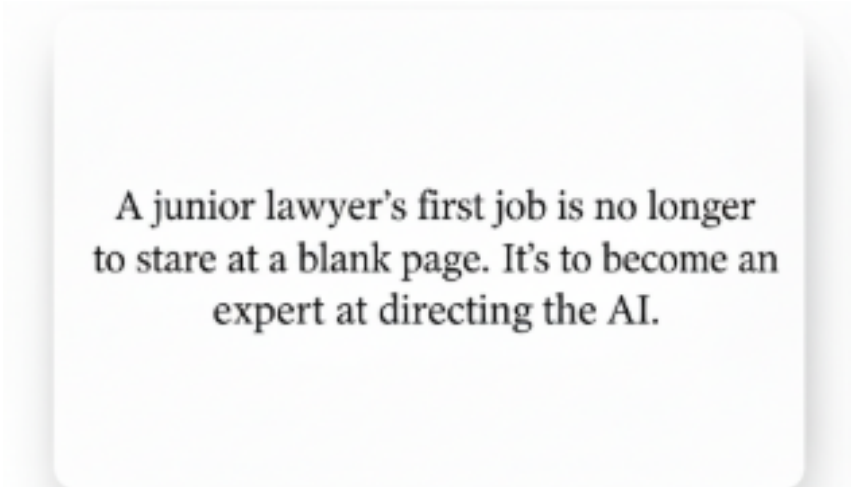 A junior lawyer’s first job is no longer
to stare at a blank page. It’s to become an
expert at directing the AI.